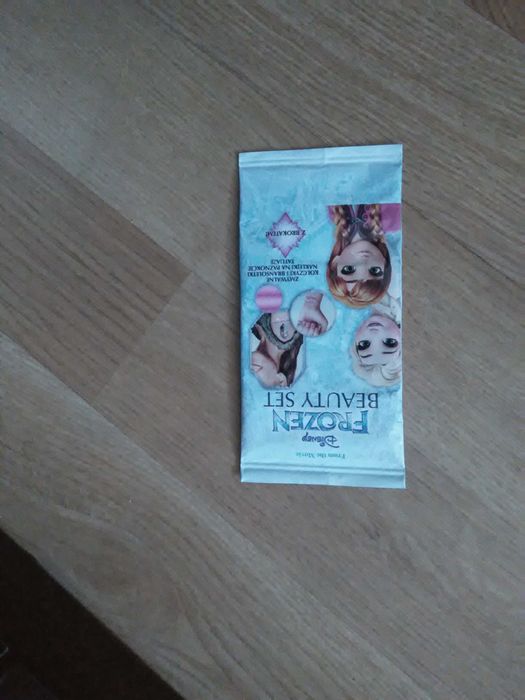 From the Movie
Disney
FROZEN
BEAUTY SET
ZMYWALNE
KOLCZYKI I BRANSOLETKI
NAKLEJKI NA PAZNOKCIE
TATUAŻE
Z BROKATEM!